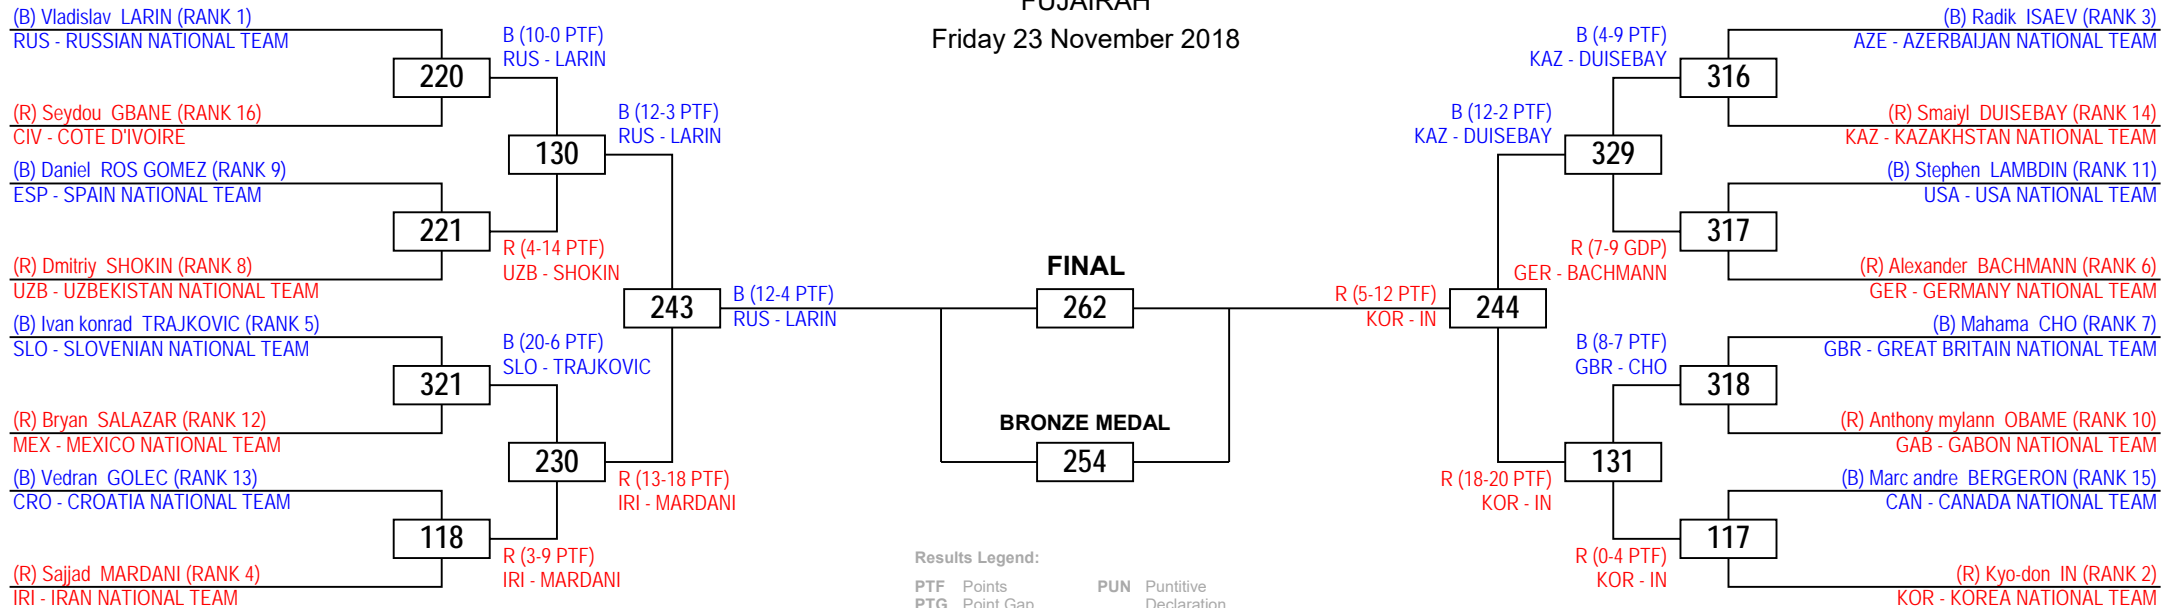 FUJAIRAH
Friday 23 November 2018
(B) Vladislav LARIN (RANK 1)
RUS - RUSSIAN NATIONAL TEAM
220
(R) Seydou GBANE (RANK 16)
CIV - COTE D'IVOIRE
B (10-0 PTF)
RUS - LARIN
(B) Daniel ROS GOMEZ (RANK 9)
ESP - SPAIN NATIONAL TEAM
221
(R) Dmitriy SHOKIN (RANK 8)
UZB - UZBEKISTAN NATIONAL TEAM
R (4-14 PTF)
UZB - SHOKIN
130
B (12-3 PTF)
RUS - LARIN
(B) Ivan konrad TRAJKOVIC (RANK 5)
SLO - SLOVENIAN NATIONAL TEAM
321
(R) Bryan SALAZAR (RANK 12)
MEX - MEXICO NATIONAL TEAM
B (20-6 PTF)
SLO - TRAJKOVIC
(B) Vedran GOLEC (RANK 13)
CRO - CROATIA NATIONAL TEAM
118
(R) Sajjad MARDANI (RANK 4)
IRI - IRAN NATIONAL TEAM
R (3-9 PTF)
IRI - MARDANI
230
R (13-18 PTF)
IRI - MARDANI
243
B (12-4 PTF)
RUS - LARIN
FINAL
262
BRONZE MEDAL
254
R (5-12 PTF)
KOR - IN
244
B (12-2 PTF)
KAZ - DUISEBAY
329
B (4-9 PTF)
KAZ - DUISEBAY
316
(B) Radik ISAEV (RANK 3)
AZE - AZERBAIJAN NATIONAL TEAM
(R) Smaiyl DUISEBAY (RANK 14)
KAZ - KAZAKHSTAN NATIONAL TEAM
R (7-9 GDP)
GER - BACHMANN
317
(B) Stephen LAMBDIN (RANK 11)
USA - USA NATIONAL TEAM
(R) Alexander BACHMANN (RANK 6)
GER - GERMANY NATIONAL TEAM
R (18-20 PTF)
KOR - IN
131
B (8-7 PTF)
GBR - CHO
318
(B) Mahama CHO (RANK 7)
GBR - GREAT BRITAIN NATIONAL TEAM
(R) Anthony mylann OBAME (RANK 10)
GAB - GABON NATIONAL TEAM
R (0-4 PTF)
KOR - IN
117
(B) Marc andre BERGERON (RANK 15)
CAN - CANADA NATIONAL TEAM
(R) Kyo-don IN (RANK 2)
KOR - KOREA NATIONAL TEAM
Results Legend:
PTF Points PUN Puntitive
PTG Point Gap Declaration